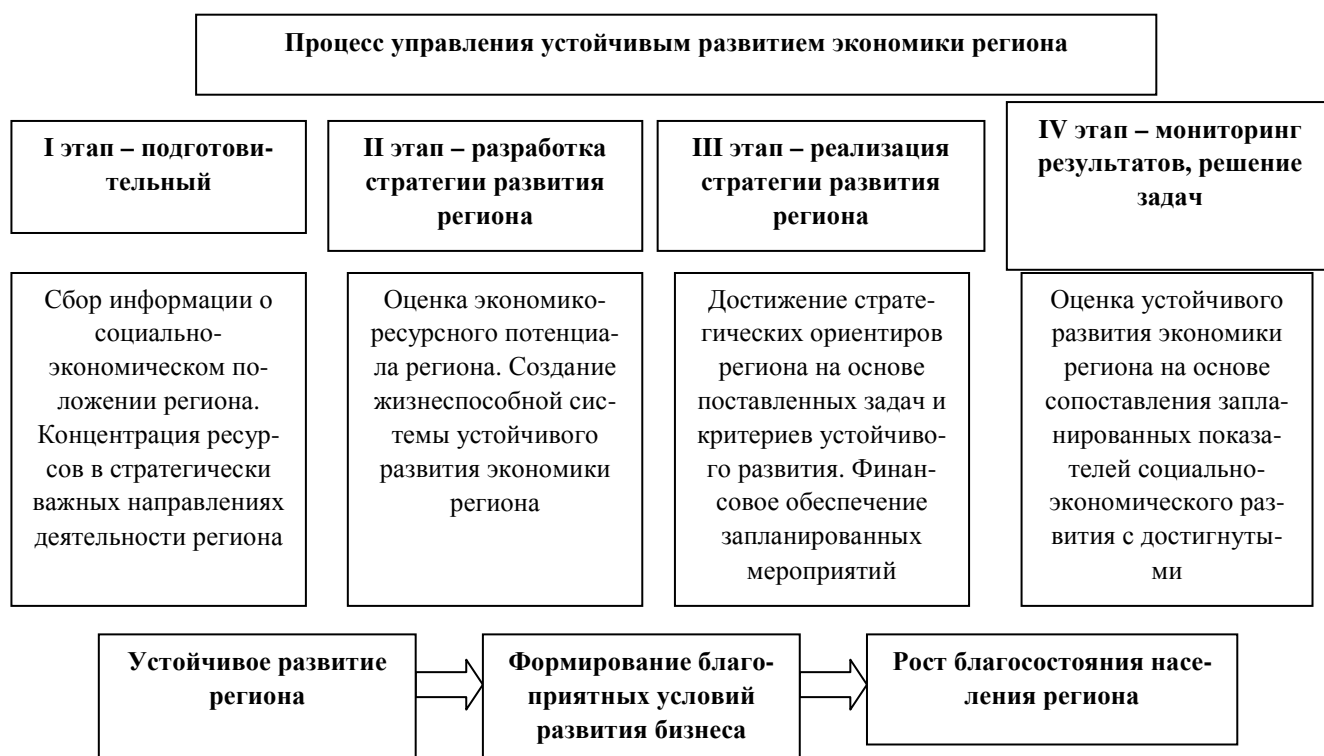 Процесс управления устойчивым развитием экономики региона
I этап – подготови-
тельный
II этап – разработка
стратегии развития
региона
III этап – реализация
стратегии развития
региона
IV этап – мониторинг
результатов, решение
задач
Сбор информации о
социально-
экономическом по-
ложении региона.
Концентрация ресур-
сов в стратегически
важных направлениях
деятельности региона
Оценка экономико-
ресурсного потенциа-
ла региона. Создание
жизнеспособной сис-
темы устойчивого
развития экономики
региона
Достижение страте-
гических ориентиров
региона на основе
поставленных задач и
критериев устойчиво-
го развития. Финан-
совое обеспечение
запланированных
мероприятий
Оценка устойчивого
развития экономики
региона на основе
сопоставления запла-
нированных показа-
телей социально-
экономического раз-
вития с достигнуты-
ми
Устойчивое развитие
региона
Формирование благо-
приятных условий
развития бизнеса
Рост благосостояния насе-
ления региона